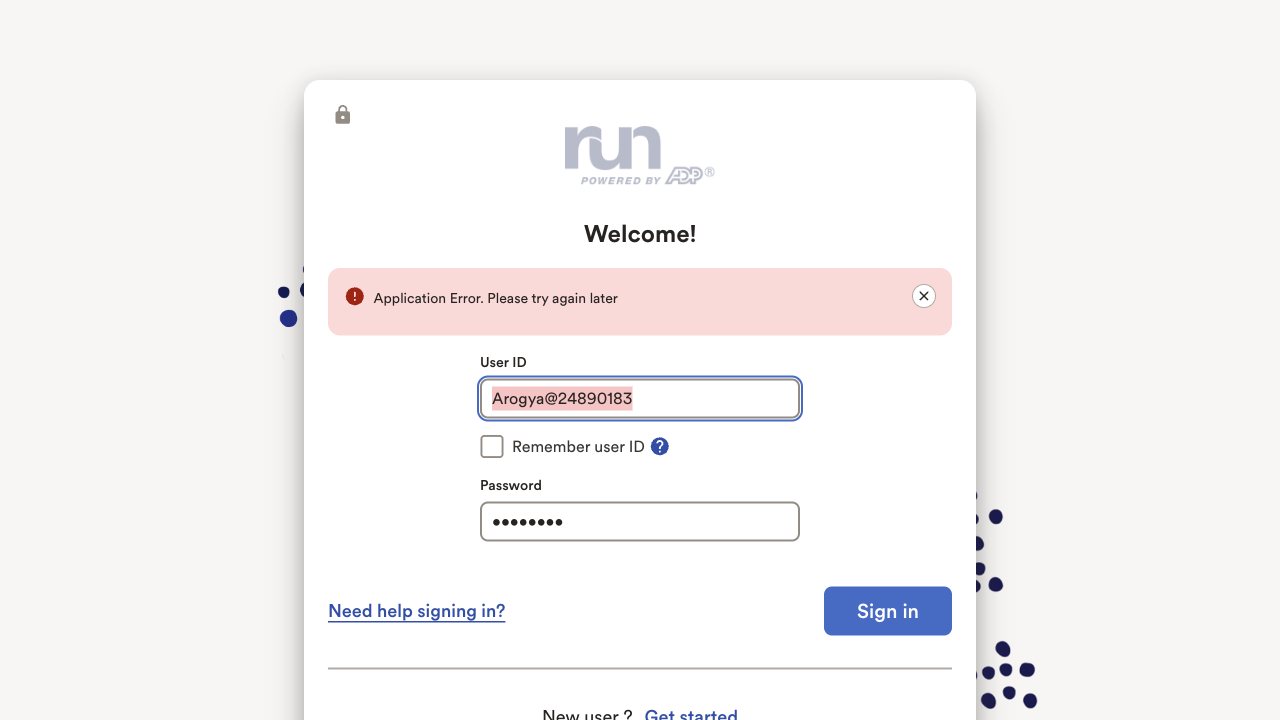 run
POWERED BY ADP®
Welcome!
Application Error. Please try again later
User ID
Arogya@24890183
Remember user ID ?
Password
••••••••
Need help signing in?
Sign in
New user ? Get started